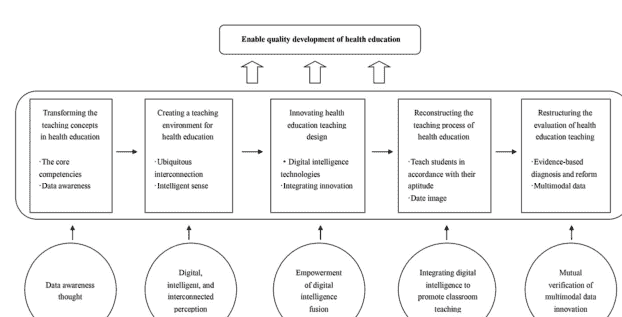 Enable quality development of health education
Transforming the
teaching concepts
in health education
·The core
competencies
·Data awareness
Creating a teaching
environment for
health education
·Ubiquitous
interconnection
·Intelligent sense
Innovating health
education teaching
design
• Digital intelligence
technologies
·Integrating innovation
Reconstructing the
teaching process of
health education
·Teach students in
accordance with their
aptitude
·Date image
Restructuring the
evaluation of health
education teaching
·Evidence-based
diagnosis and reform
·Multimodal data
Data awareness
thought
Digital,
intelligent, and
interconnected
perception
Empowerment
of digital
intelligence
fusion
Integrating digital
intelligence to
promote classroom
teaching
Mutual
verification of
multimodal data
innovation